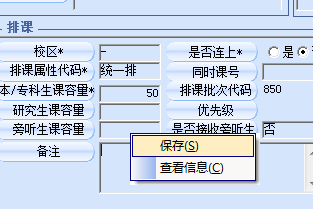 排课
校区* - 是否连上* 是
排课属性代码* 统一排 同时课号
本/专科生课容量* 50 排课批次代码 850
研究生课容量 优先级
旁听生课容量 是否接收旁听生 否
备注
保存(S)
查看信息(C)